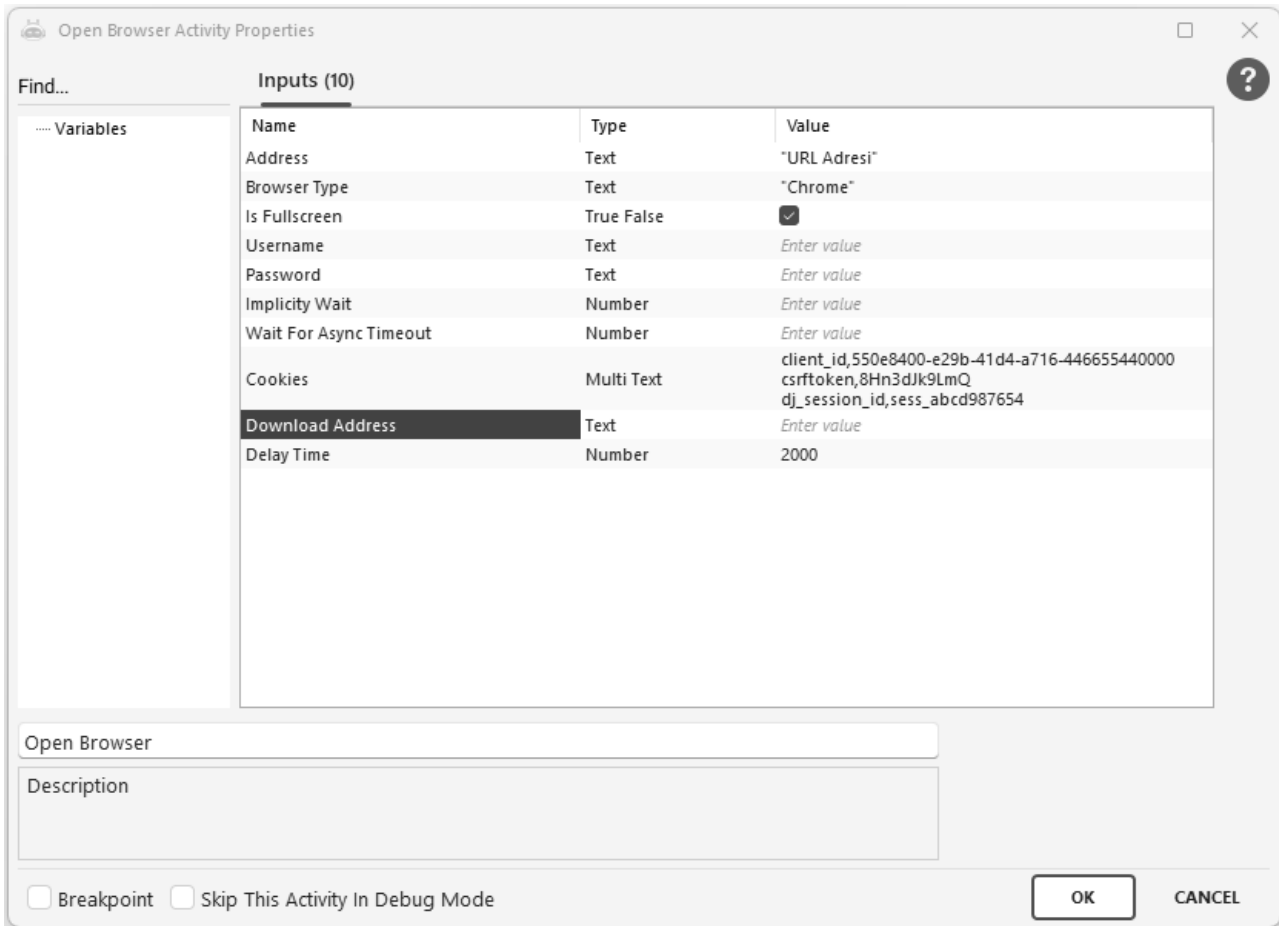 Open Browser Activity Properties
Find...
Inputs (10)
?
Variables
Name Type Value
Address Text "URL Adresi"
Browser Type Text "Chrome"
Is Fullscreen True False
Username Text Enter value
Password Text Enter value
Implicity Wait Number Enter value
Wait For Async Timeout Number Enter value
Cookies Multi Text client_id,550e8400-e29b-41d4-a716-446655440000
csrftoken,8Hn3dJk9LmQ
dj_session_id,sess_abcd987654
Download Address Text Enter value
Delay Time Number 2000
Open Browser
Description
Breakpoint Skip This Activity In Debug Mode OK CANCEL